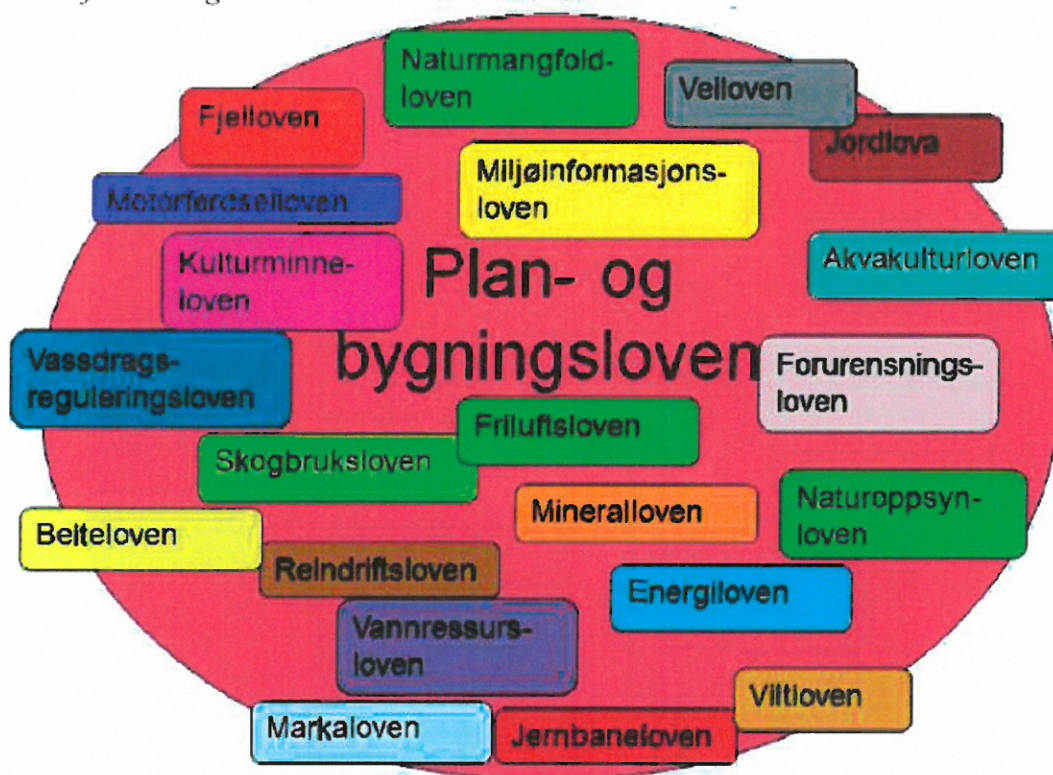 Naturmangfold-
loven
Veiloven
Fjelloven
Jordlova
Miljøinformasjons-
loven
Motorferdselloven
Kulturminne-
loven
Plan- og
bygningsloven
Akvakulturloven
Vassdrags-
reguleringsloven
Forurensnings-
loven
Friluftsloven
Skogbruksloven
Mineralloven
Naturoppsyn-
loven
Beiteloven
Reindriftsloven
Energiloven
Vannressurs-
loven
Viltloven
Markaloven
Jernbaneloven